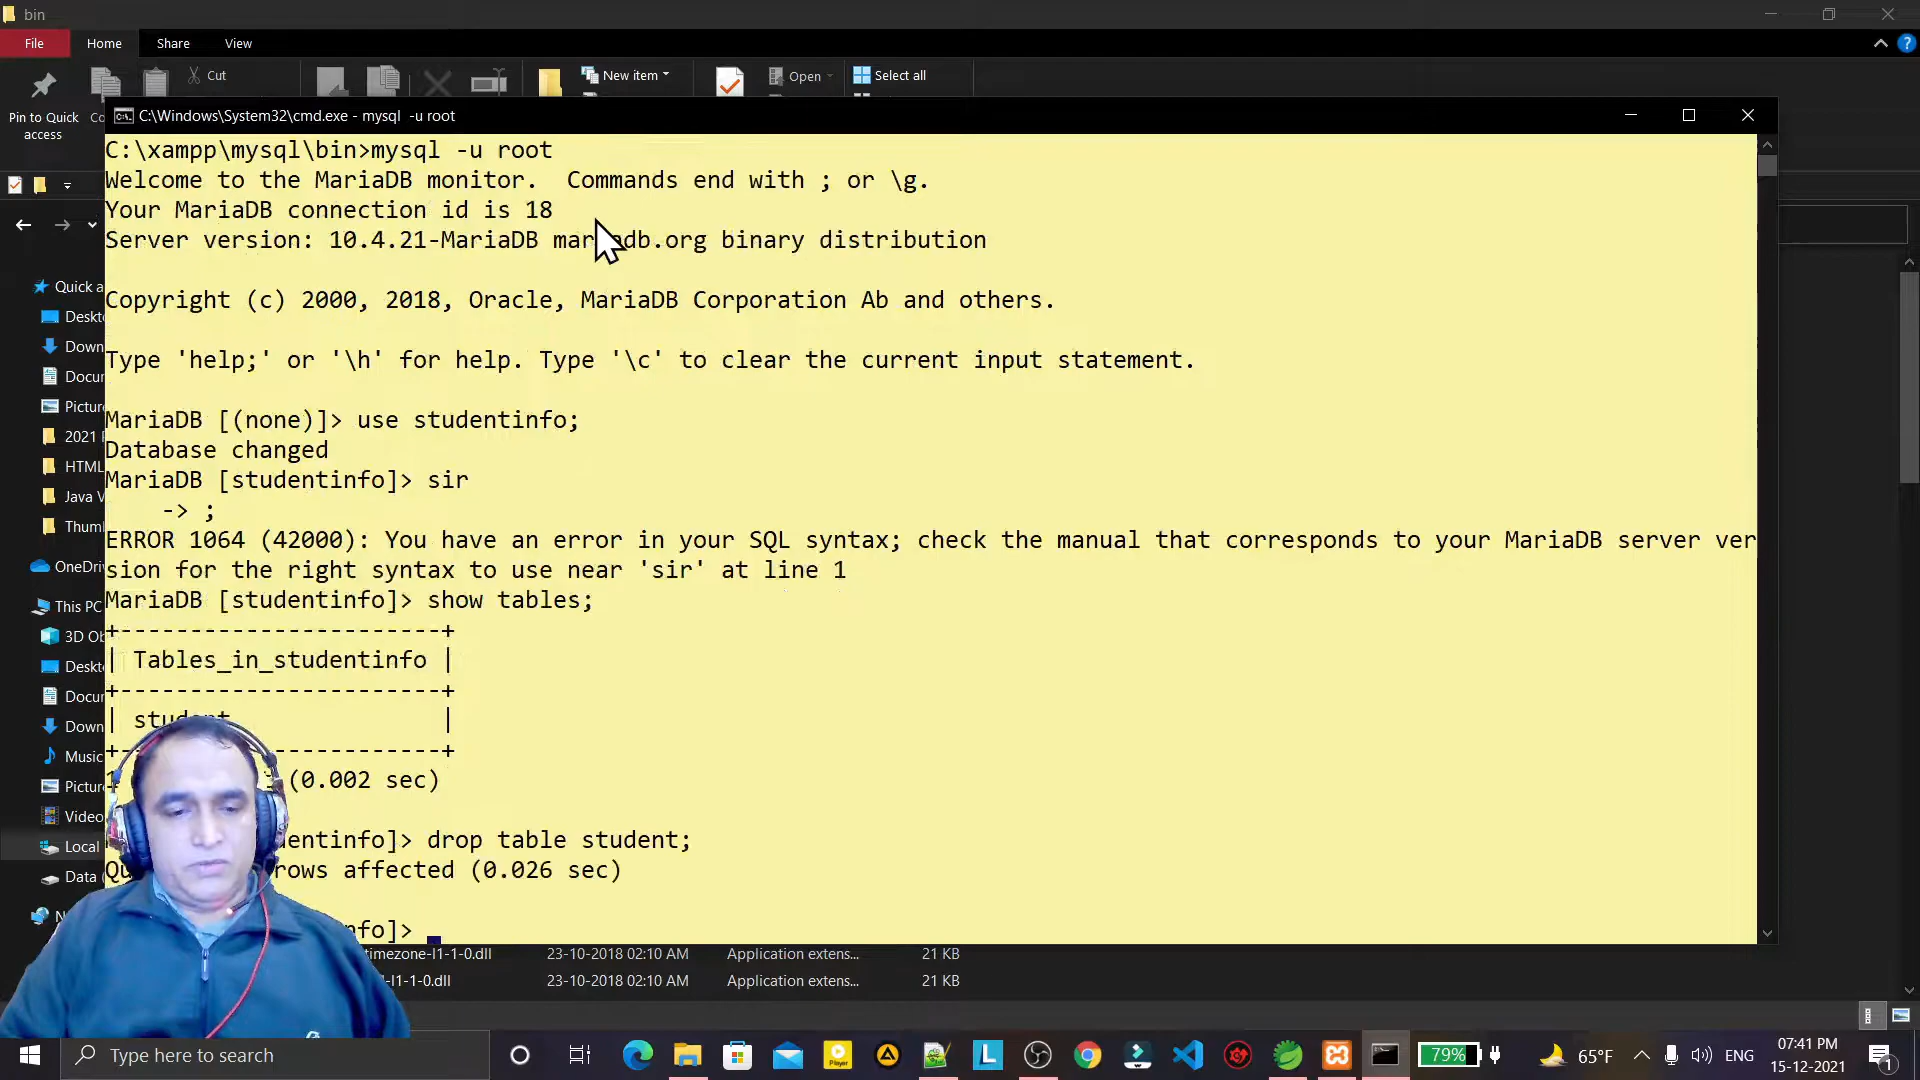 bin
File Home Share View
Cut
New item
Open
Select all
Pin to Quick access
C:\Windows\System32\cmd.exe - mysql -u root
C:\xampp\mysql\bin>mysql -u root
Welcome to the MariaDB monitor.  Commands end with ; or \g.
Your MariaDB connection id is 18
Server version: 10.4.21-MariaDB mariadb.org binary distribution
Copyright (c) 2000, 2018, Oracle, MariaDB Corporation Ab and others.
Type 'help;' or '\h' for help. Type '\c' to clear the current input statement.
MariaDB [(none)]> use studentinfo;
Database changed
MariaDB [studentinfo]> sir
-> ;
ERROR 1064 (42000): You have an error in your SQL syntax; check the manual that corresponds to your MariaDB server ver
sion for the right syntax to use near 'sir' at line 1
MariaDB [studentinfo]> show tables;
+-----------------------+
| Tables_in_studentinfo |
+-----------------------+
| student |
(0.002 sec)
dentinfo]> drop table student;
rows affected (0.026 sec)
nfo]>
Quick a
Deskt
Down
Docur
Pictur
2021
HTML
Java V
Thum
OneDriv
This PC
3D Ob
Deskt
Docur
Down
Music
Pictur
Video
Local
Data
timezone-l1-1-0.dll 23-10-2018 02:10 AM Application extens... 21 KB
-l1-1-0.dll 23-10-2018 02:10 AM Application extens... 21 KB
Type here to search
79%
65°F
ENG
07:41 PM
15-12-2021
1